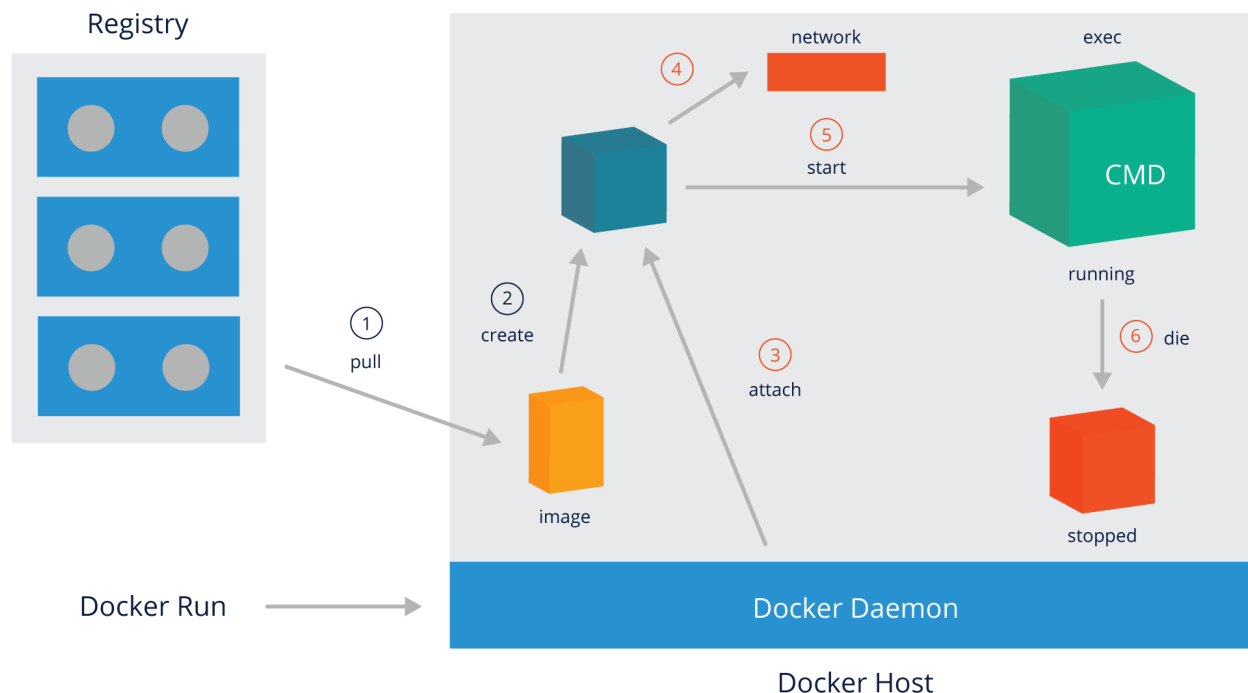 Registry
network
exec
4
5
start
CMD
running
2
create
1
pull
3
attach
6
die
image
stopped
Docker Run
Docker Daemon
Docker Host